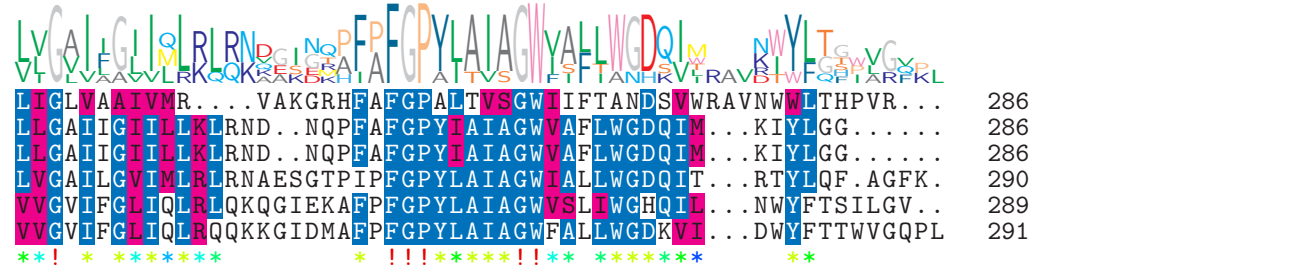 LIGLVAAIVMR....VAKGRHFAFGPALTVSGWIIFTANDSVWRAVNWWLTHPVR... 286
LLGAIIGIILLKLRND..NQPFAFGPYIAIAGWVAFLWGDQIM...KIYLGG...... 286
LLGAIIGIILLKLRND..NQPFAFGPYIAIAGWVAFLWGDQIM...KIYLGG...... 286
LVGAILGVIMLRLRNAESGTPIPFGPYLAIAGWIALLWGDQIT...RTYLQF.AGFK. 290
VVGVIFGLIQLRLQKQGIEKAFPFGPYLAIAGWVSLIWGHQIL...NWYFTSILGV.. 289
VVGVIFGLIQLRQQKKGIDMAFPFGPYLAIAGWFALLWGDKVI...DWYFTTWVGQPL 291
**! * ******* * !!!*****!!** ******* **